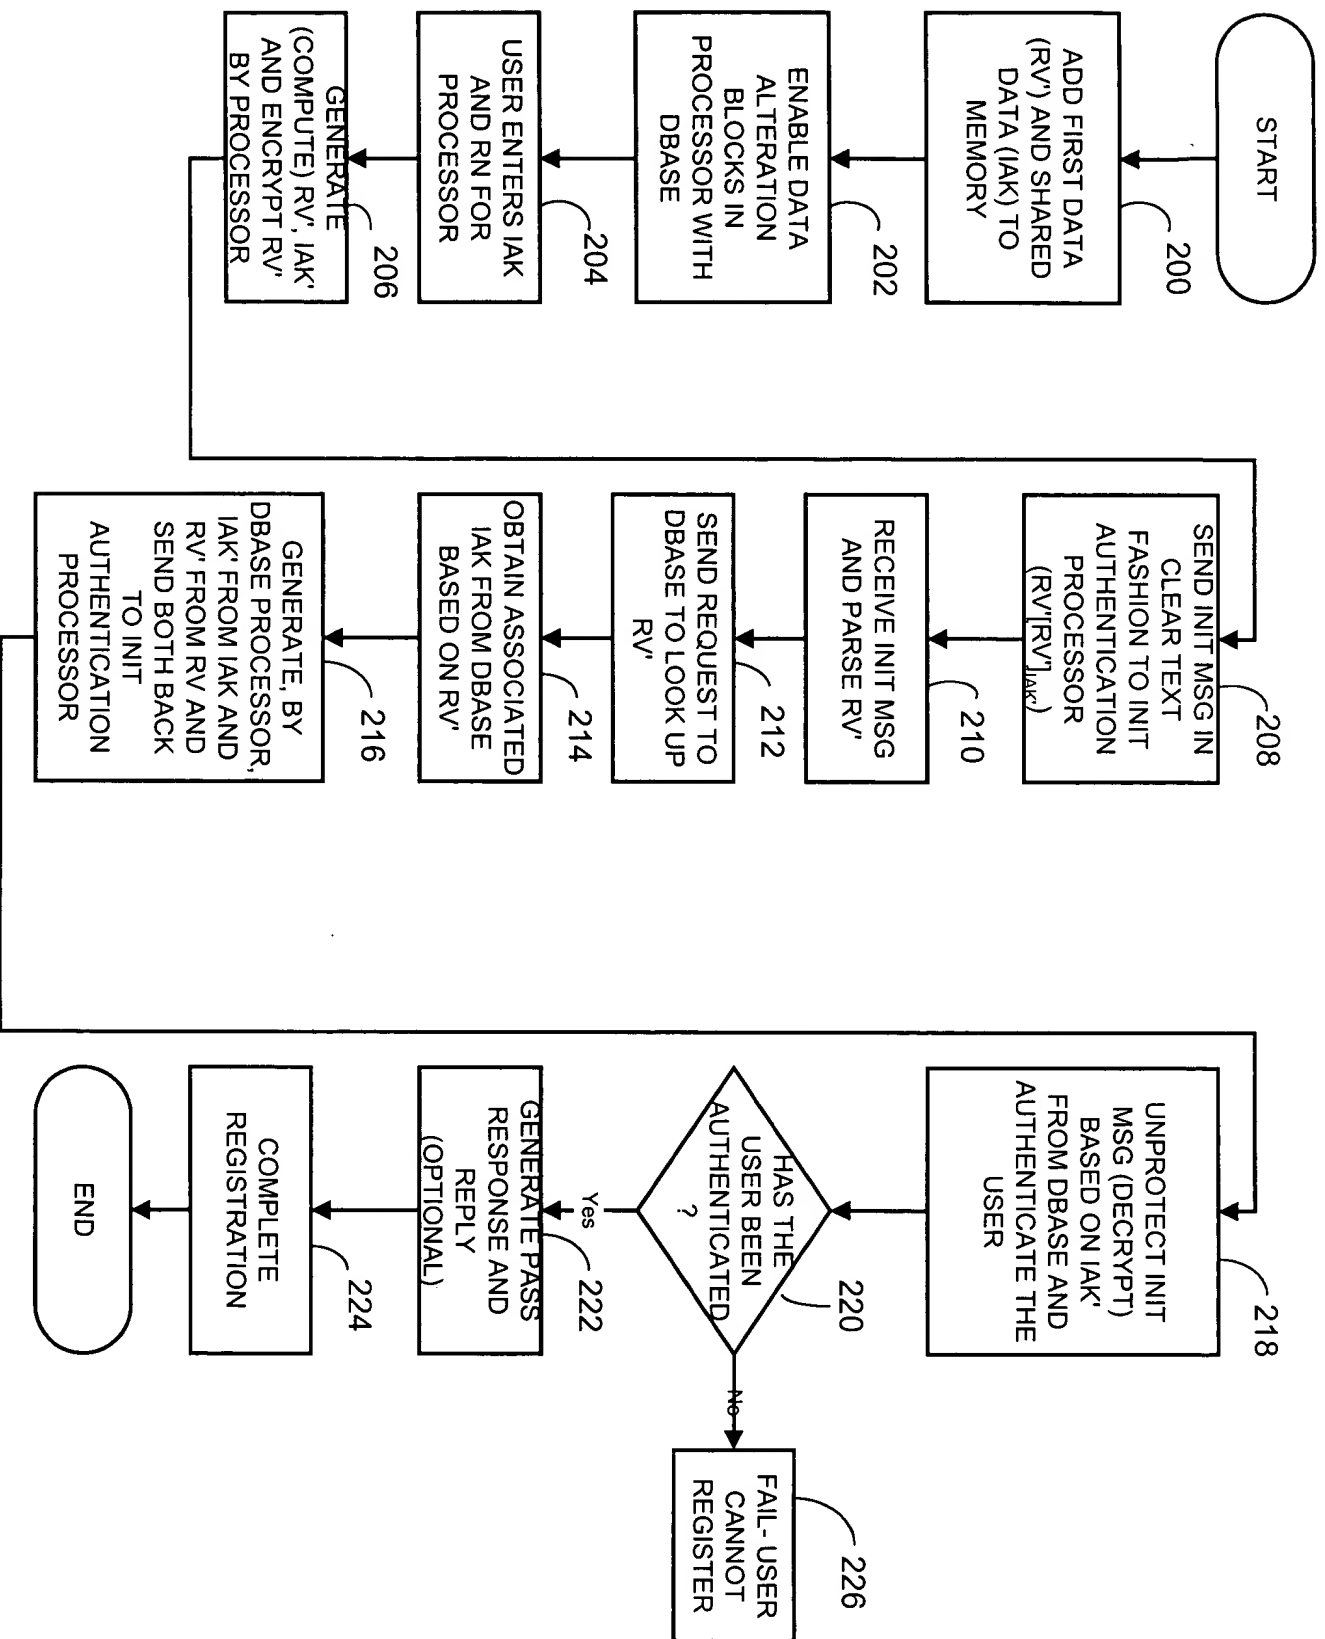 START
200
ADD FIRST DATA
(RV') AND SHARED
DATA (IAK) TO
MEMORY
202
ENABLE DATA
ALTERATION
BLOCKS IN
PROCESSOR WITH
DBASE
204
USER ENTERS IAK
AND RN FOR
PROCESSOR
206
GENERATE
(COMPUTE) RV', IAK'
AND ENCRYPT RV'
BY PROCESSOR
208
SEND INIT MSG IN
CLEAR TEXT
FASHION TO INIT
AUTHENTICATION
PROCESSOR
(RV'[RV']IAK')
210
RECEIVE INIT MSG
AND PARSE RV'
212
SEND REQUEST TO
DBASE TO LOOK UP
RV'
214
OBTAIN ASSOCIATED
IAK FROM DBASE
BASED ON RV'
216
GENERATE, BY
DBASE PROCESSOR,
IAK' FROM IAK AND
RV' FROM RV AND
SEND BOTH BACK
TO INIT
AUTHENTICATION
PROCESSOR
218
UNPROTECT INIT
MSG (DECRYPT)
BASED ON IAK'
FROM DBASE AND
AUTHENTICATE THE
USER
220
HAS THE
USER BEEN
AUTHENTICATED
?
No
226
FAIL- USER
CANNOT
REGISTER
Yes
222
GENERATE PASS
RESPONSE AND
REPLY
(OPTIONAL)
224
COMPLETE
REGISTRATION
END